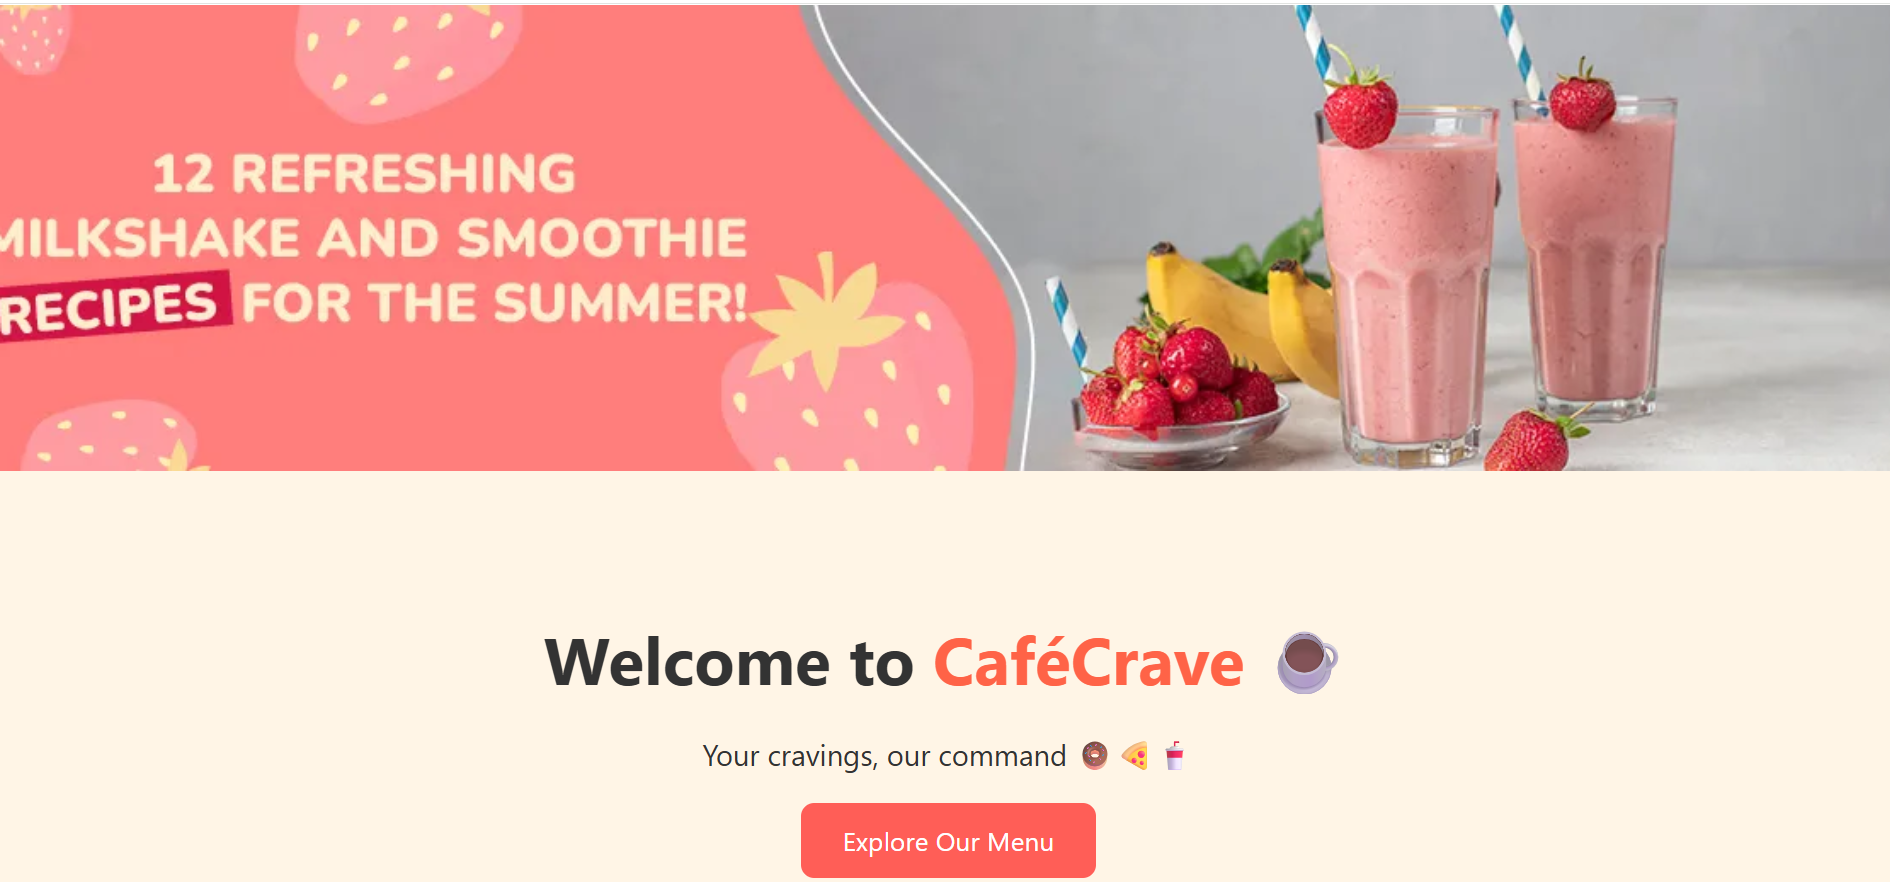 12 REFRESHING
MILKSHAKE AND SMOOTHIE
RECIPES FOR THE SUMMER!
Welcome to CaféCrave ☕
Your cravings, our command 🍩 🍕 🥤
Explore Our Menu